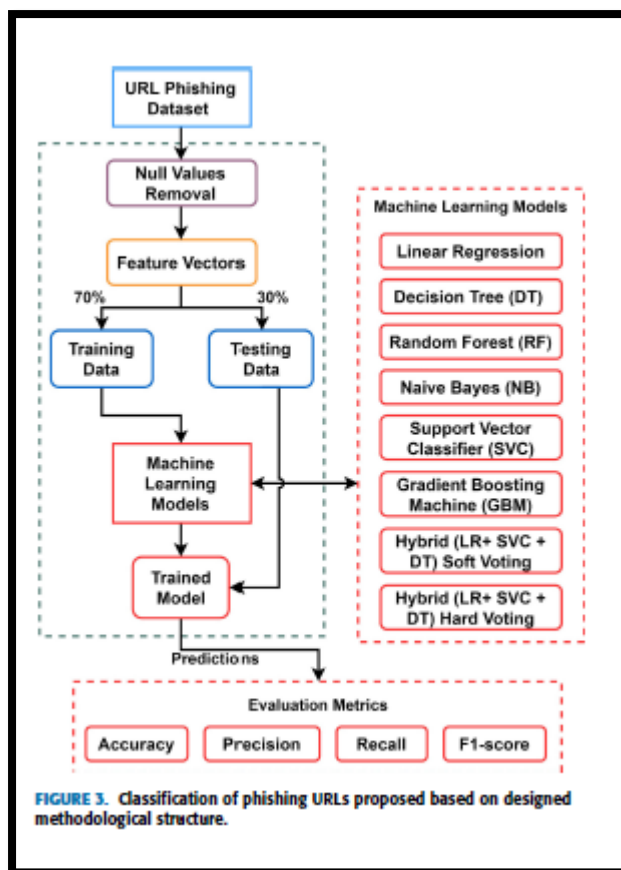 URL Phishing
Dataset
Null Values
Removal
Feature Vectors
70%
30%
Training
Data
Testing
Data
Machine
Learning
Models
Trained
Model
Predictions
Machine Learning Models
Linear Regression
Decision Tree (DT)
Random Forest (RF)
Naive Bayes (NB)
Support Vector
Classifier (SVC)
Gradient Boosting
Machine (GBM)
Hybrid (LR+ SVC +
DT) Soft Voting
Hybrid (LR+ SVC +
DT) Hard Voting
Evaluation Metrics
Accuracy
Precision
Recall
F1-score
FIGURE 3. Classification of phishing URLs proposed based on designed
methodological structure.